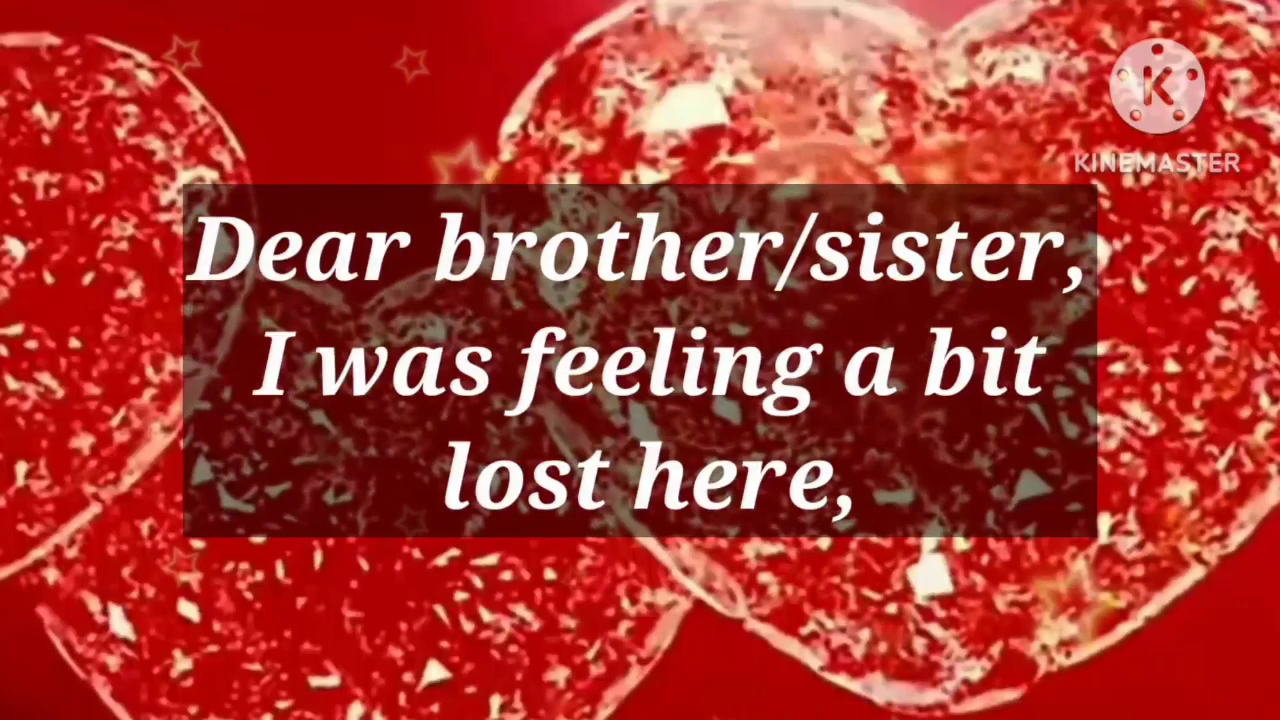 K
KINEMASTER
Dear brother/sister,
I was feeling a bit
lost here,